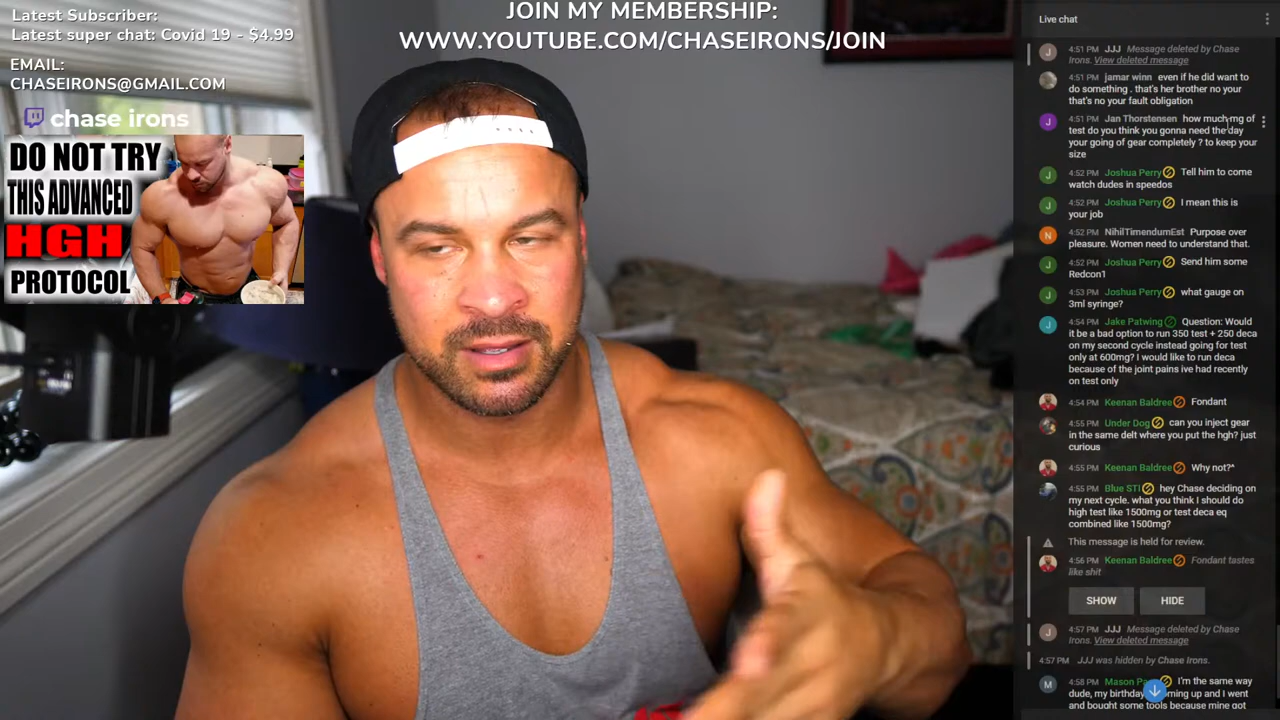 Latest Subscriber:
Latest super chat: Covid 19 - $4.99
EMAIL:
CHASEIRONS@GMAIL.COM
chase irons
DO NOT TRY
THIS ADVANCED
HGH
PROTOCOL
JOIN MY MEMBERSHIP:
WWW.YOUTUBE.COM/CHASEIRONS/JOIN
Live chat
4:51 PM JJJ Message deleted by Chase
Irons. View deleted message
4:51 PM jamar winn even if he did want to
do something . that's her brother no your
that's no your fault obligation
4:51 PM Jan Thorstensen how much mg of
test do you think you gonna need the day
your going of gear completely ? to keep your
size
4:52 PM Joshua Perry Tell him to come
watch dudes in speedos
4:52 PM Joshua Perry I mean this is
your job
4:52 PM NihilTimendumEst Purpose over
pleasure. Women need to understand that.
4:52 PM Joshua Perry Send him some
Redcon1
4:53 PM Joshua Perry what gauge on
3ml syringe?
4:54 PM Jake Patwing Question: Would
it be a bad option to run 350 test + 250 deca
on my second cycle instead going for test
only at 600mg? I would like to run deca
because of the joint pains ive had recently
on test only
4:54 PM Keenan Baldree Fondant
4:55 PM Under Dog can you inject gear
in the same delt where you put the hgh? just
curious
4:55 PM Keenan Baldree Why not?*
4:55 PM Blue STI hey Chase deciding on
my next cycle. what you think I should do
high test like 1500mg or test deca eq
combined like 1500mg?
This message is held for review.
4:56 PM Keenan Baldree Fondant tastes
like shit
SHOW HIDE
4:57 PM JJJ Message deleted by Chase
Irons. View deleted message
4:57 PM JJJ was hidden by Chase Irons.
4:58 PM Mason I'm the same way
dude, my birthday ming up and I went
and bought some tools because mine got